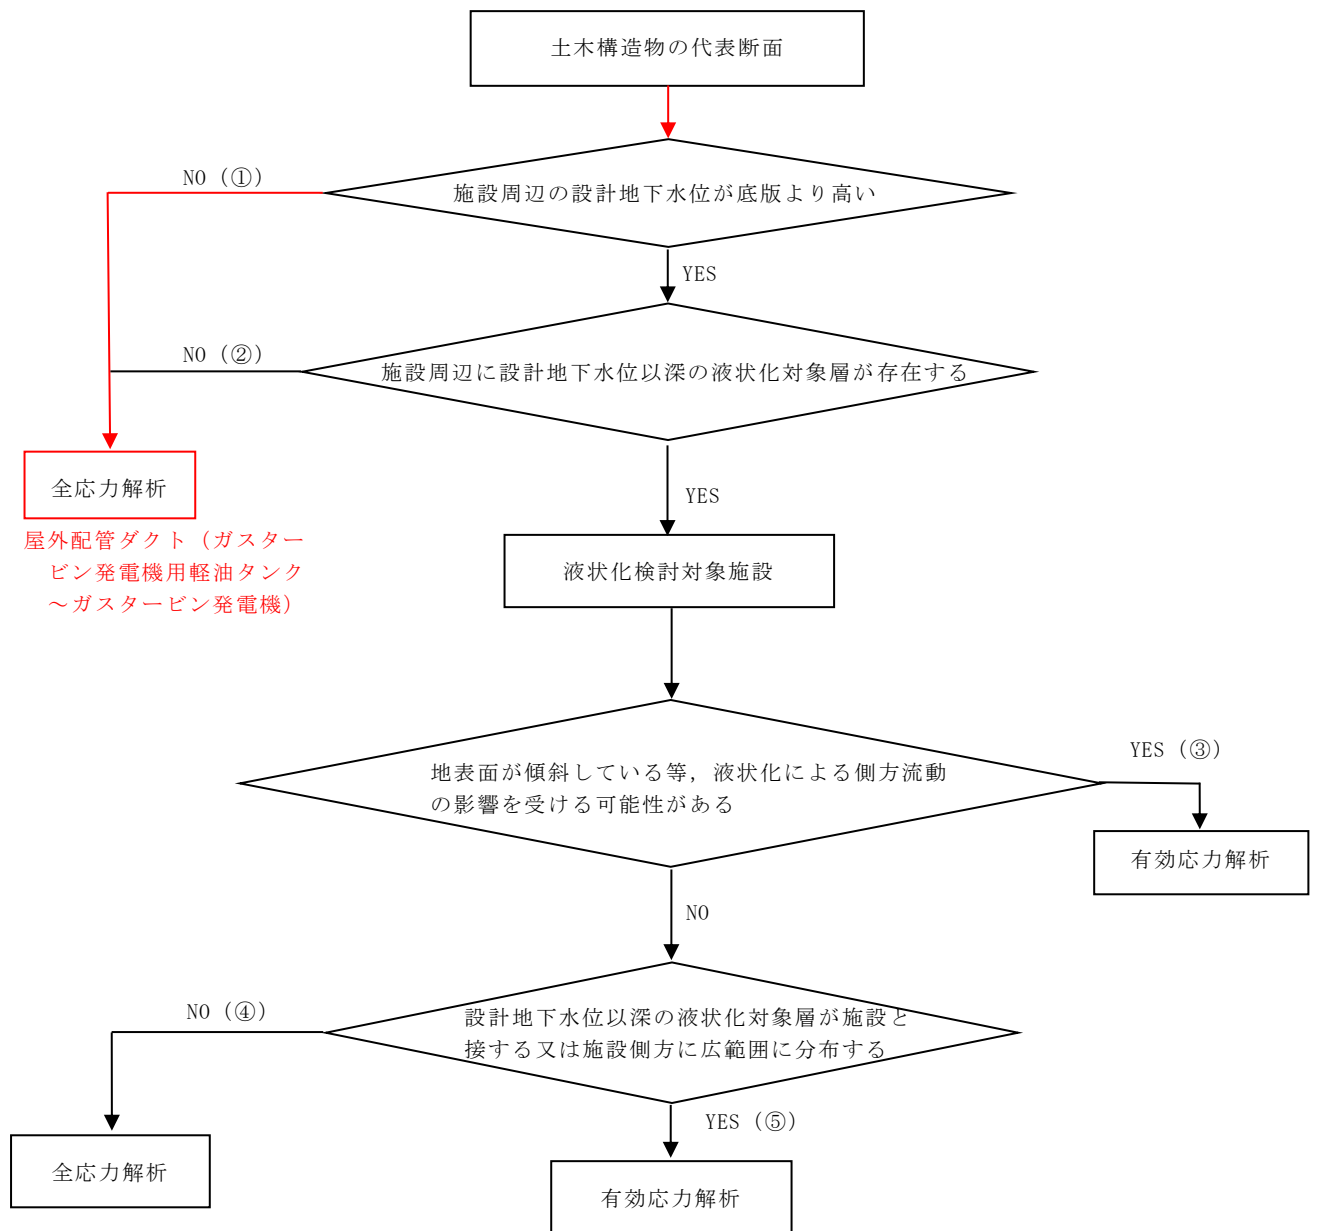 土木構造物の代表断面
NO (①)
施設周辺の設計地下水位が底版より高い
YES
NO (②)
施設周辺に設計地下水位以深の液状化対象層が存在する
全応力解析
屋外配管ダクト（ガスター
ビン発電機用軽油タンク
～ガスタービン発電機）
YES
液状化検討対象施設
YES (③)
地表面が傾斜している等，液状化による側方流動
の影響を受ける可能性がある
有効応力解析
NO
NO (④)
設計地下水位以深の液状化対象層が施設と
接する又は施設側方に広範囲に分布する
YES (⑤)
全応力解析
有効応力解析